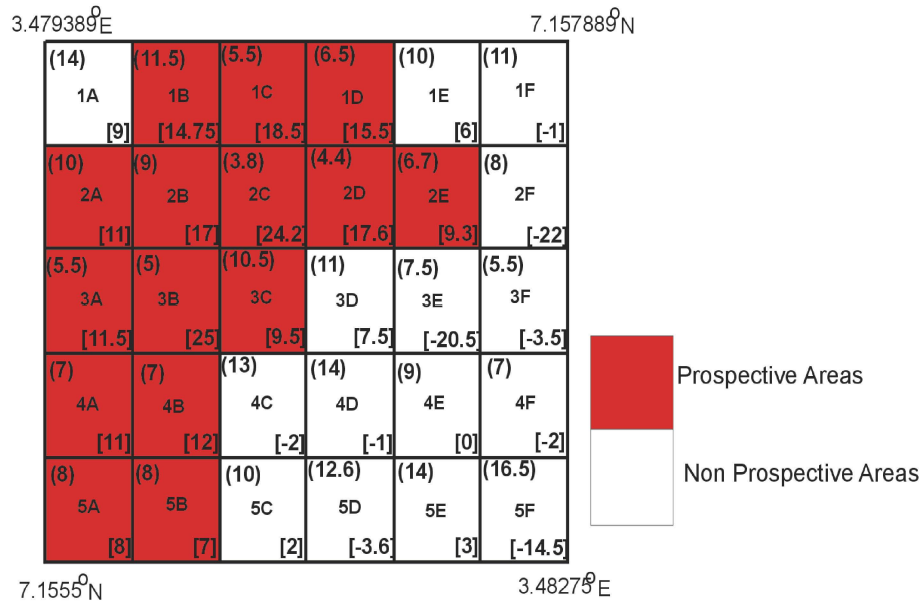 3.479389°E 7.157889°N
(14) (11.5) (5.5) (6.5) (10) (11)
1A 1B 1C 1D 1E 1F
[9] [14.75] [18.5] [15.5] [6] [-1]
(10) (9) (3.8) (4.4) (6.7) (8)
2A 2B 2C 2D 2E 2F
[11] [17] [24.2] [17.6] [9.3] [-22]
(5.5) (5) (10.5) (11) (7.5) (5.5)
3A 3B 3C 3D 3E 3F
[11.5] [25] [9.5] [7.5] [-20.5] [-3.5]
Prospective Areas
(7) (7) (13) (14) (9) (7)
4A 4B 4C 4D 4E 4F
[11] [12] [-2] [-1] [0] [-2]
Non Prospective Areas
(8) (8) (10) (12.6) (14) (16.5)
5A 5B 5C 5D 5E 5F
[8] [7] [2] [-3.6] [3] [-14.5]
7.1555°N 3.48275°E